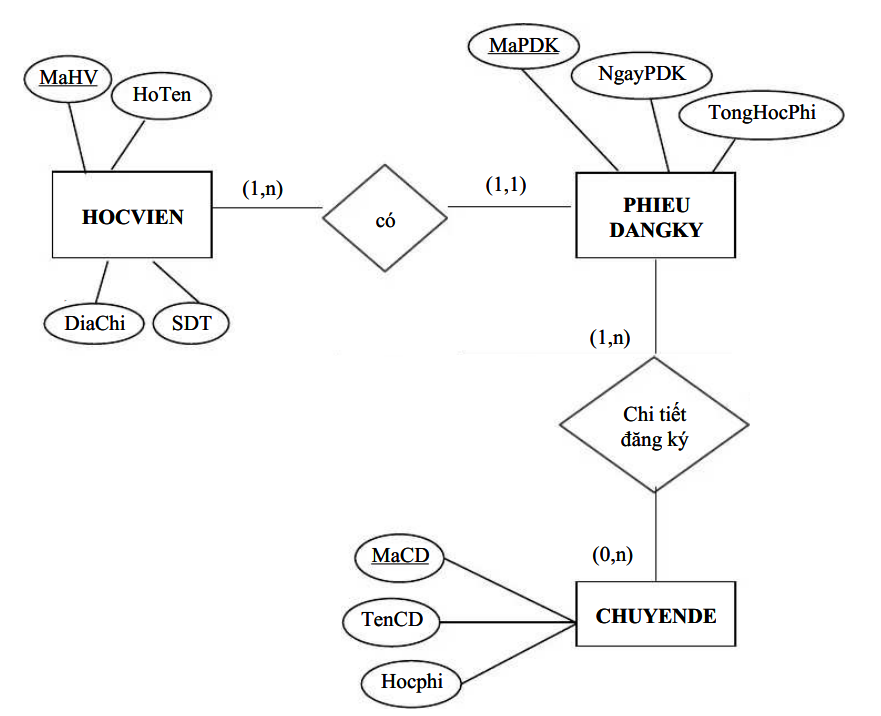 MaPDK
NgayPDK
TongHocPhi
MaHV
HoTen
HOCVIEN
(1,n)
có
(1,1)
PHIEU
DANGKY
DiaChi
SDT
(1,n)
Chi tiết
đăng ký
(0,n)
MaCD
TenCD
Hocphi
CHUYENDE